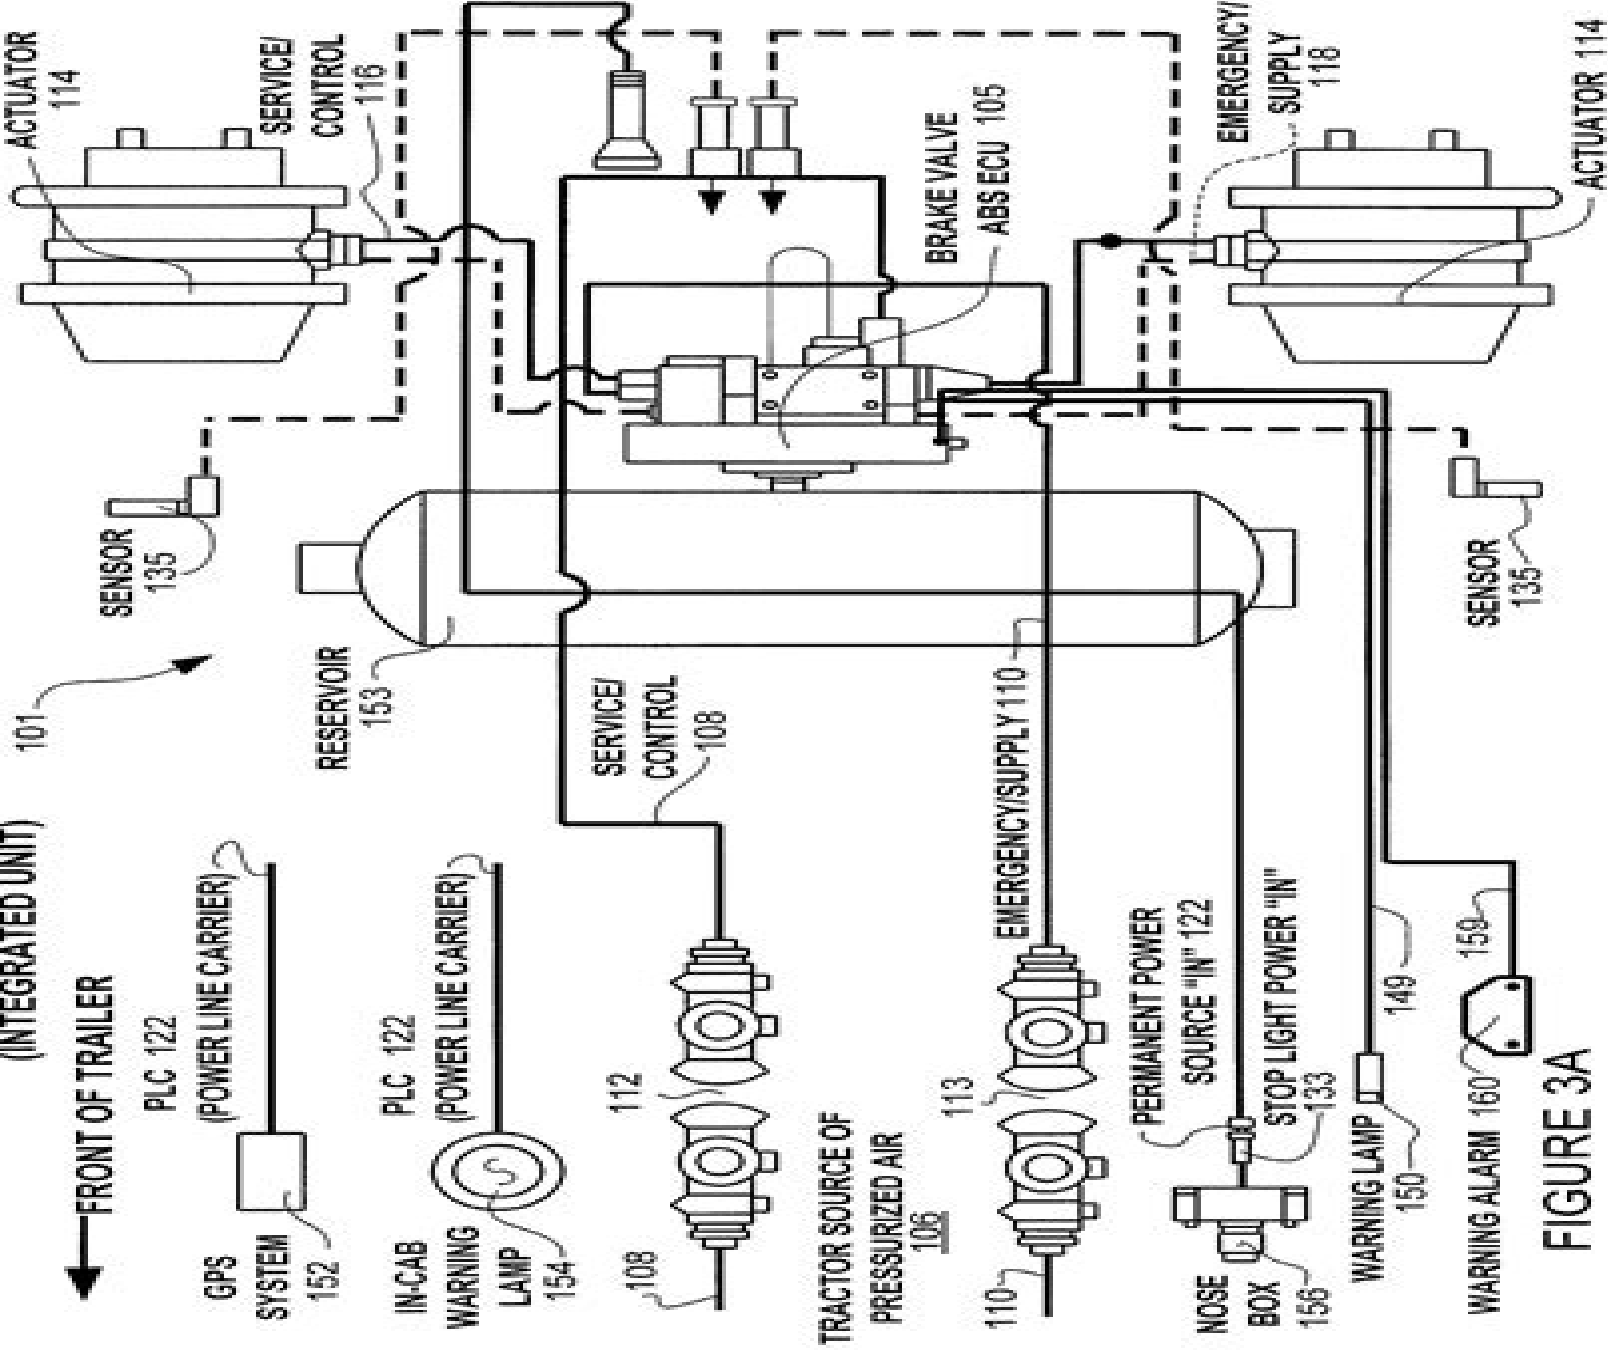 (INTEGRATED UNIT)
FRONT OF TRAILER
101
GPS
SYSTEM
152
PLC 122
(POWER LINE CARRIER)
IN-CAB
WARNING
LAMP
154
PLC 122
(POWER LINE CARRIER)
RESERVOIR
153
SENSOR
135
ACTUATOR
114
SERVICE/
CONTROL
116
108
112
SERVICE/
CONTROL
108
TRACTOR SOURCE OF
PRESSURIZED AIR
106
110
113
EMERGENCY/SUPPLY 110
BRAKE VALVE
ABS ECU 105
NOSE
BOX
156
PERMANENT POWER
SOURCE "IN" 122
STOP LIGHT POWER "IN"
133
EMERGENCY/
SUPPLY
118
WARNING LAMP
150
149
WARNING ALARM 160
159
SENSOR
135
ACTUATOR 114
FIGURE 3A